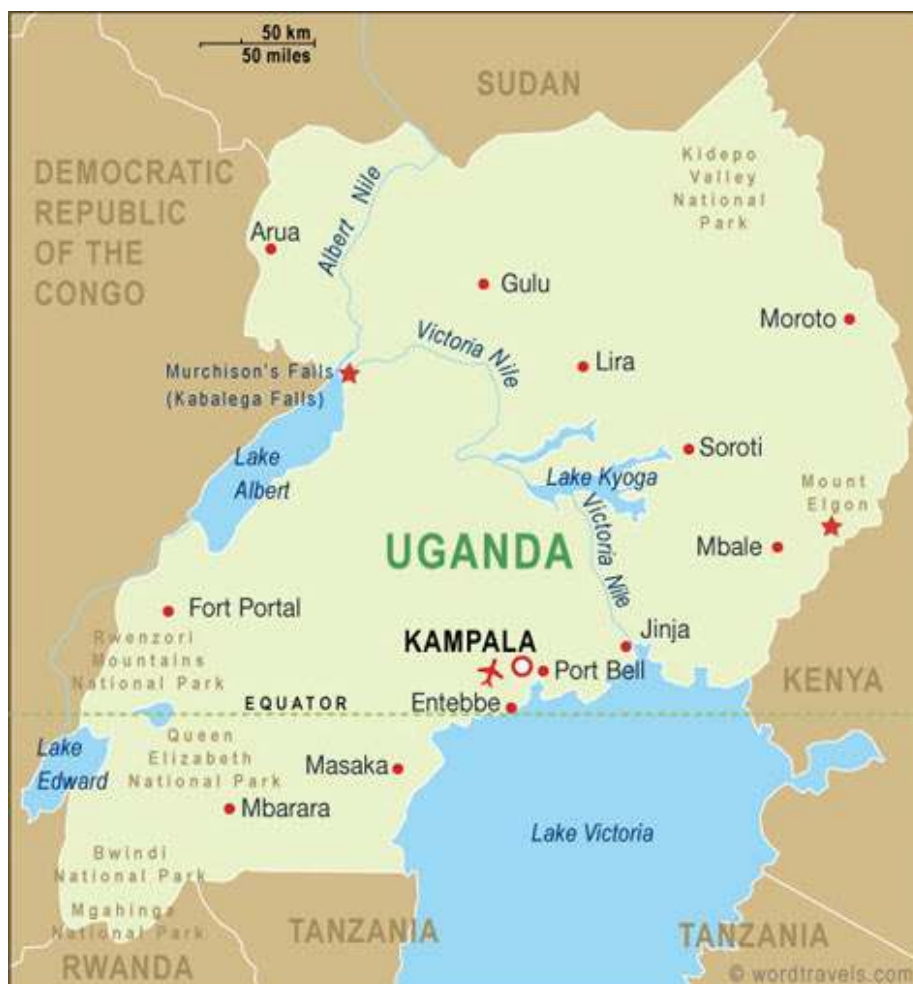 50 km
50 miles
SUDAN
DEMOCRATIC
REPUBLIC
OF THE
CONGO
Kidepo
Valley
National
Park
Albert Nile
Arua
Gulu
Moroto
Victoria Nile
Lira
Murchison's Falls
(Kabalega Falls)
Lake
Albert
Soroti
Lake Kyoga
Mount
Elgon
Victoria Nile
UGANDA
Mbale
Fort Portal
Jinja
KAMPALA
Rwenzori
Mountains
National Park
Port Bell
KENYA
EQUATOR
Entebbe
Lake
Edward
Queen
Elizabeth
National Park
Masaka
Mbarara
Lake Victoria
Bwindi
National Park
Mgahinga
National Park
TANZANIA
TANZANIA
RWANDA
© wordtravels.com